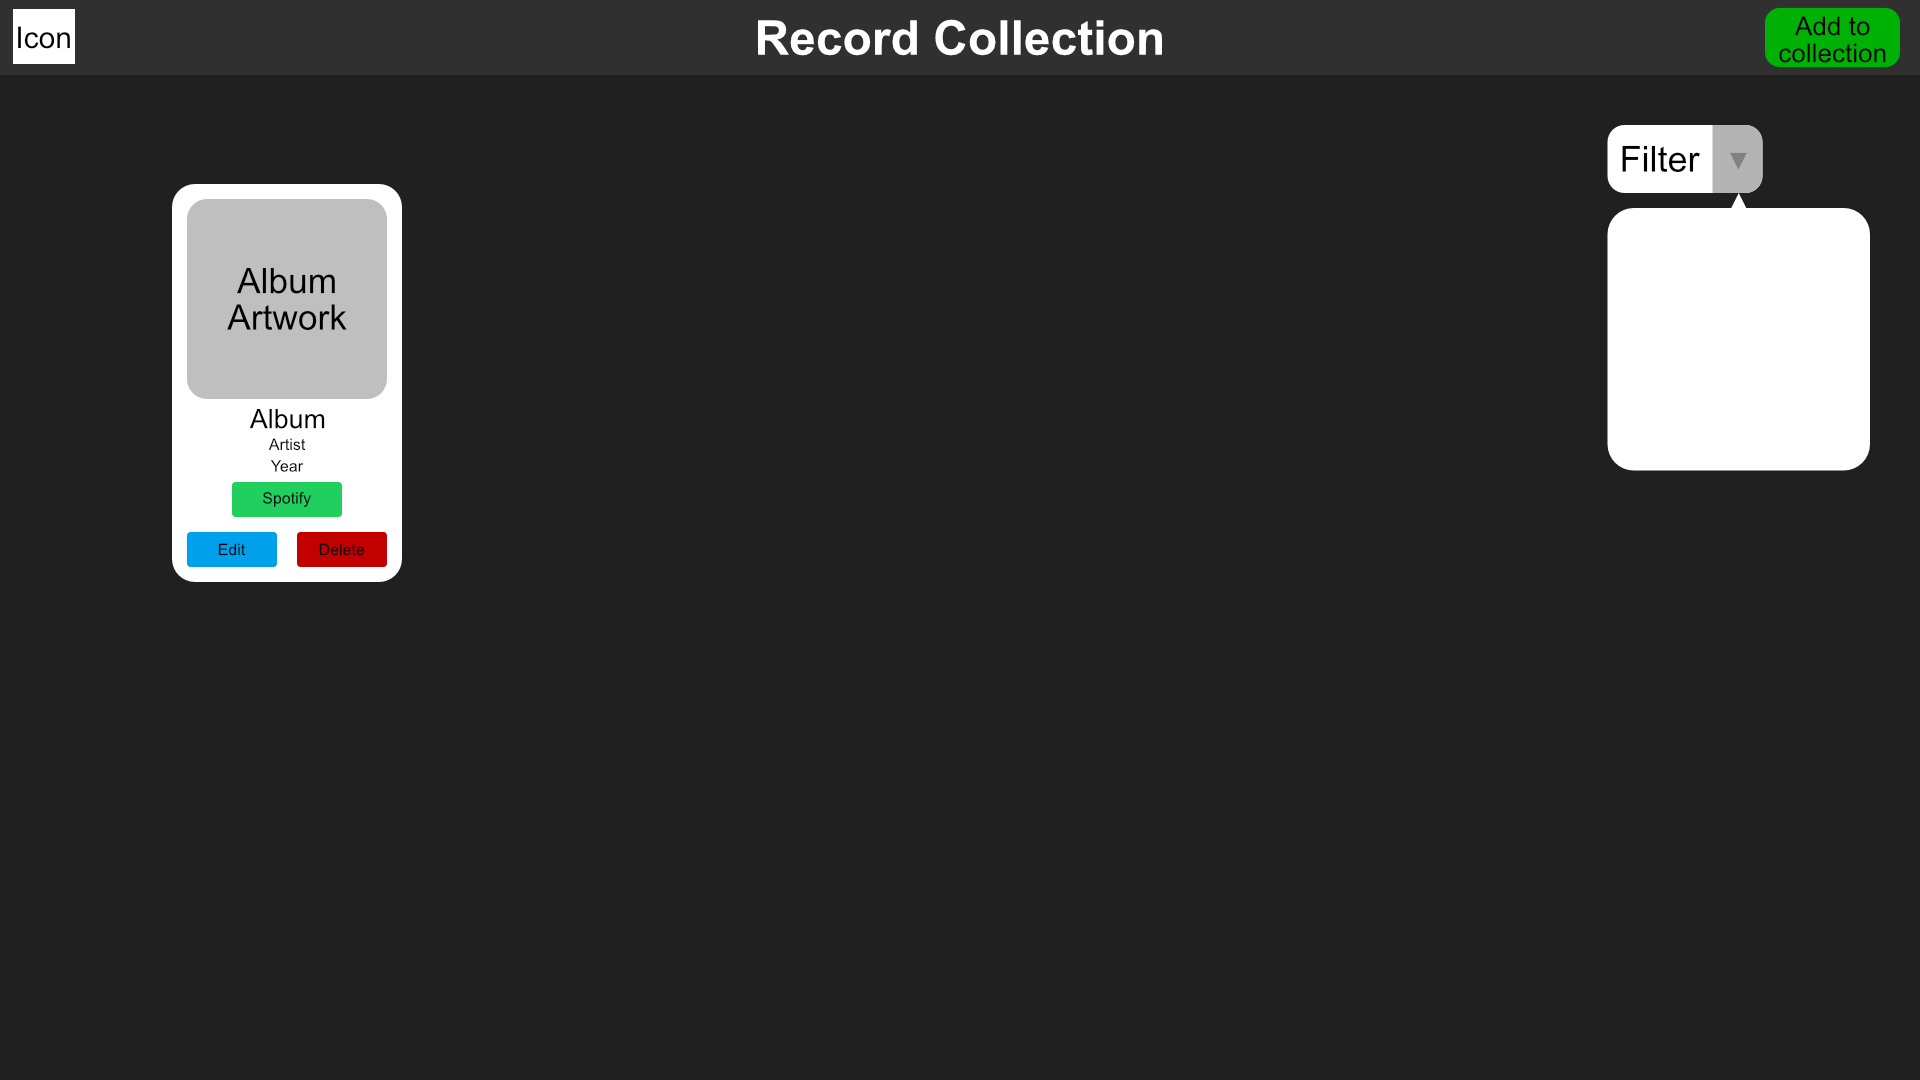 Icon
Record Collection
Add to
collection
Filter
▼
Album
Artwork
Album
Artist
Year
Spotify
Edit
Delete